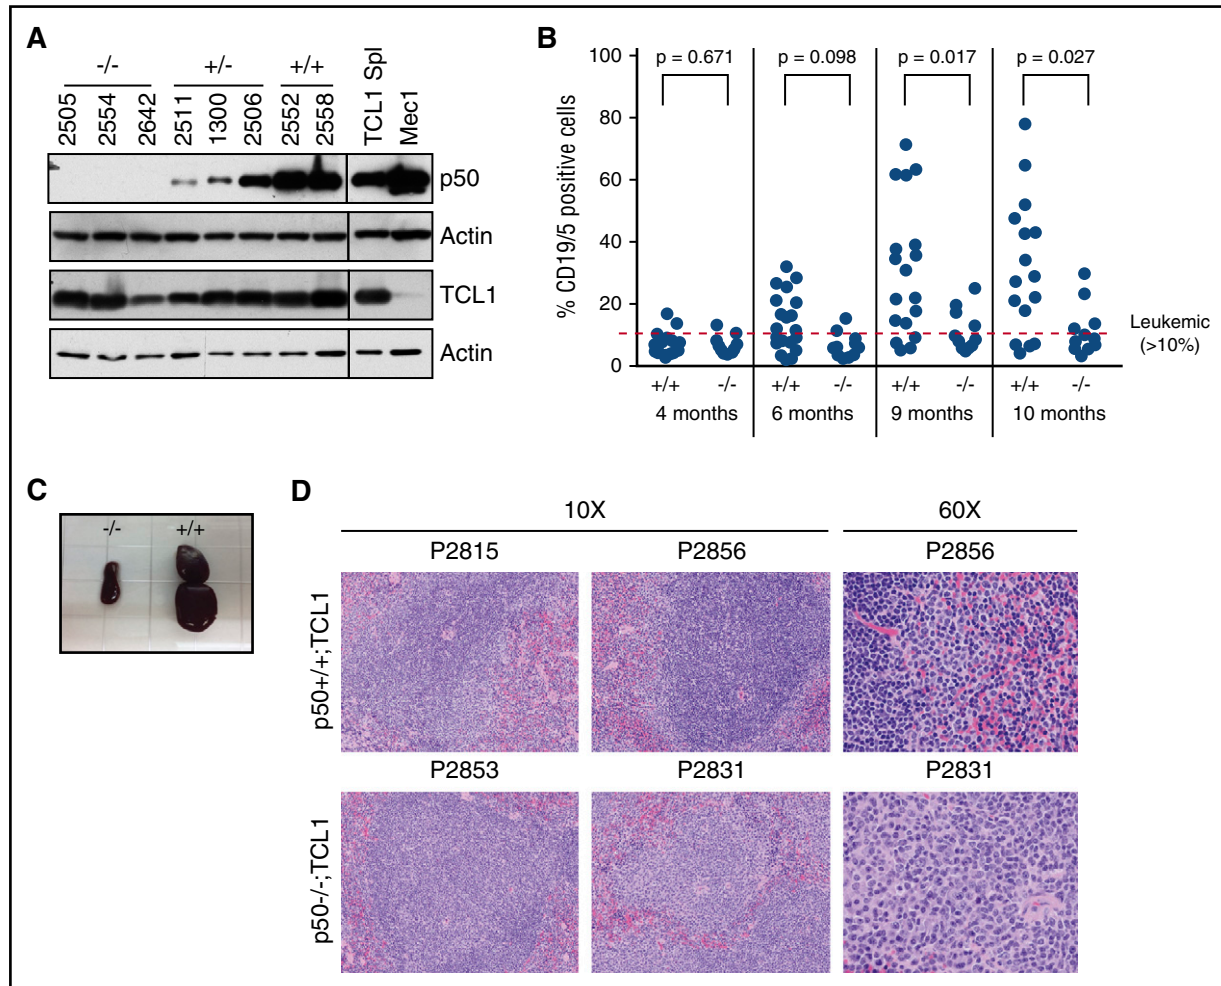 A
-/- +/- +/+
2505 2554 2642 2511 1300 2506 2552 2558 TCL1 Spl Mec1
p50
Actin
TCL1
Actin
B
% CD19/5 positive cells
100
80
60
40
20
0
p = 0.671 p = 0.098 p = 0.017 p = 0.027
Leukemic
(>10%)
+/+ -/- +/+ -/- +/+ -/- +/+ -/-
4 months 6 months 9 months 10 months
C
-/- +/+
D
10X 60X
P2815 P2856 P2856
p50+/+;TCL1
P2853 P2831 P2831
p50-/-;TCL1